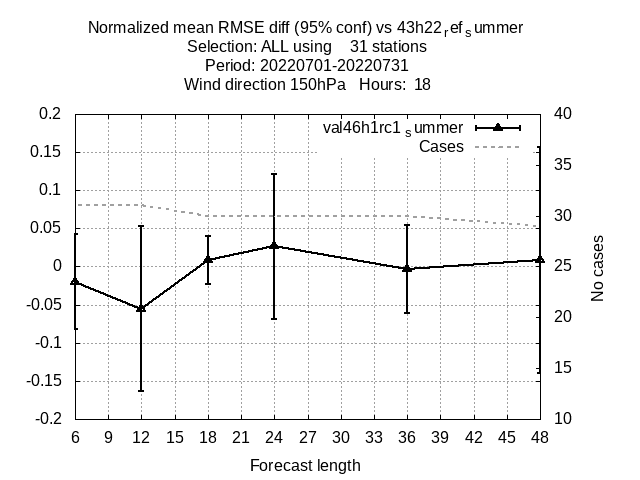 Normalized mean RMSE diff (95% conf) vs 43h22refsummer
Selection: ALL using 31 stations
Period: 20220701-20220731
Wind direction 150hPa Hours: 18
val46h1rc1summer
Cases
0.2
0.15
0.1
0.05
0
-0.05
-0.1
-0.15
-0.2
40
35
30
25
20
15
10
No cases
6 9 12 15 18 21 24 27 30 33 36 39 42 45 48
Forecast length